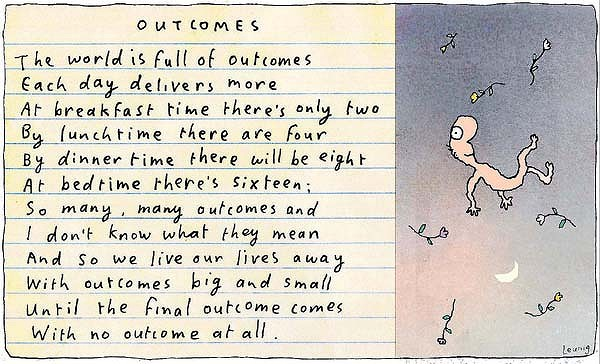 OUTCOMES
The world is full of outcomes
Each day delivers more
At breakfast time there's only two
By lunchtime there are four
By dinner time there will be eight
At bedtime there's sixteen;
So many, many outcomes and
I don't know what they mean
And so we live our lives away
With outcomes big and small
Until the final outcome comes
With no outcome at all.
Leunig